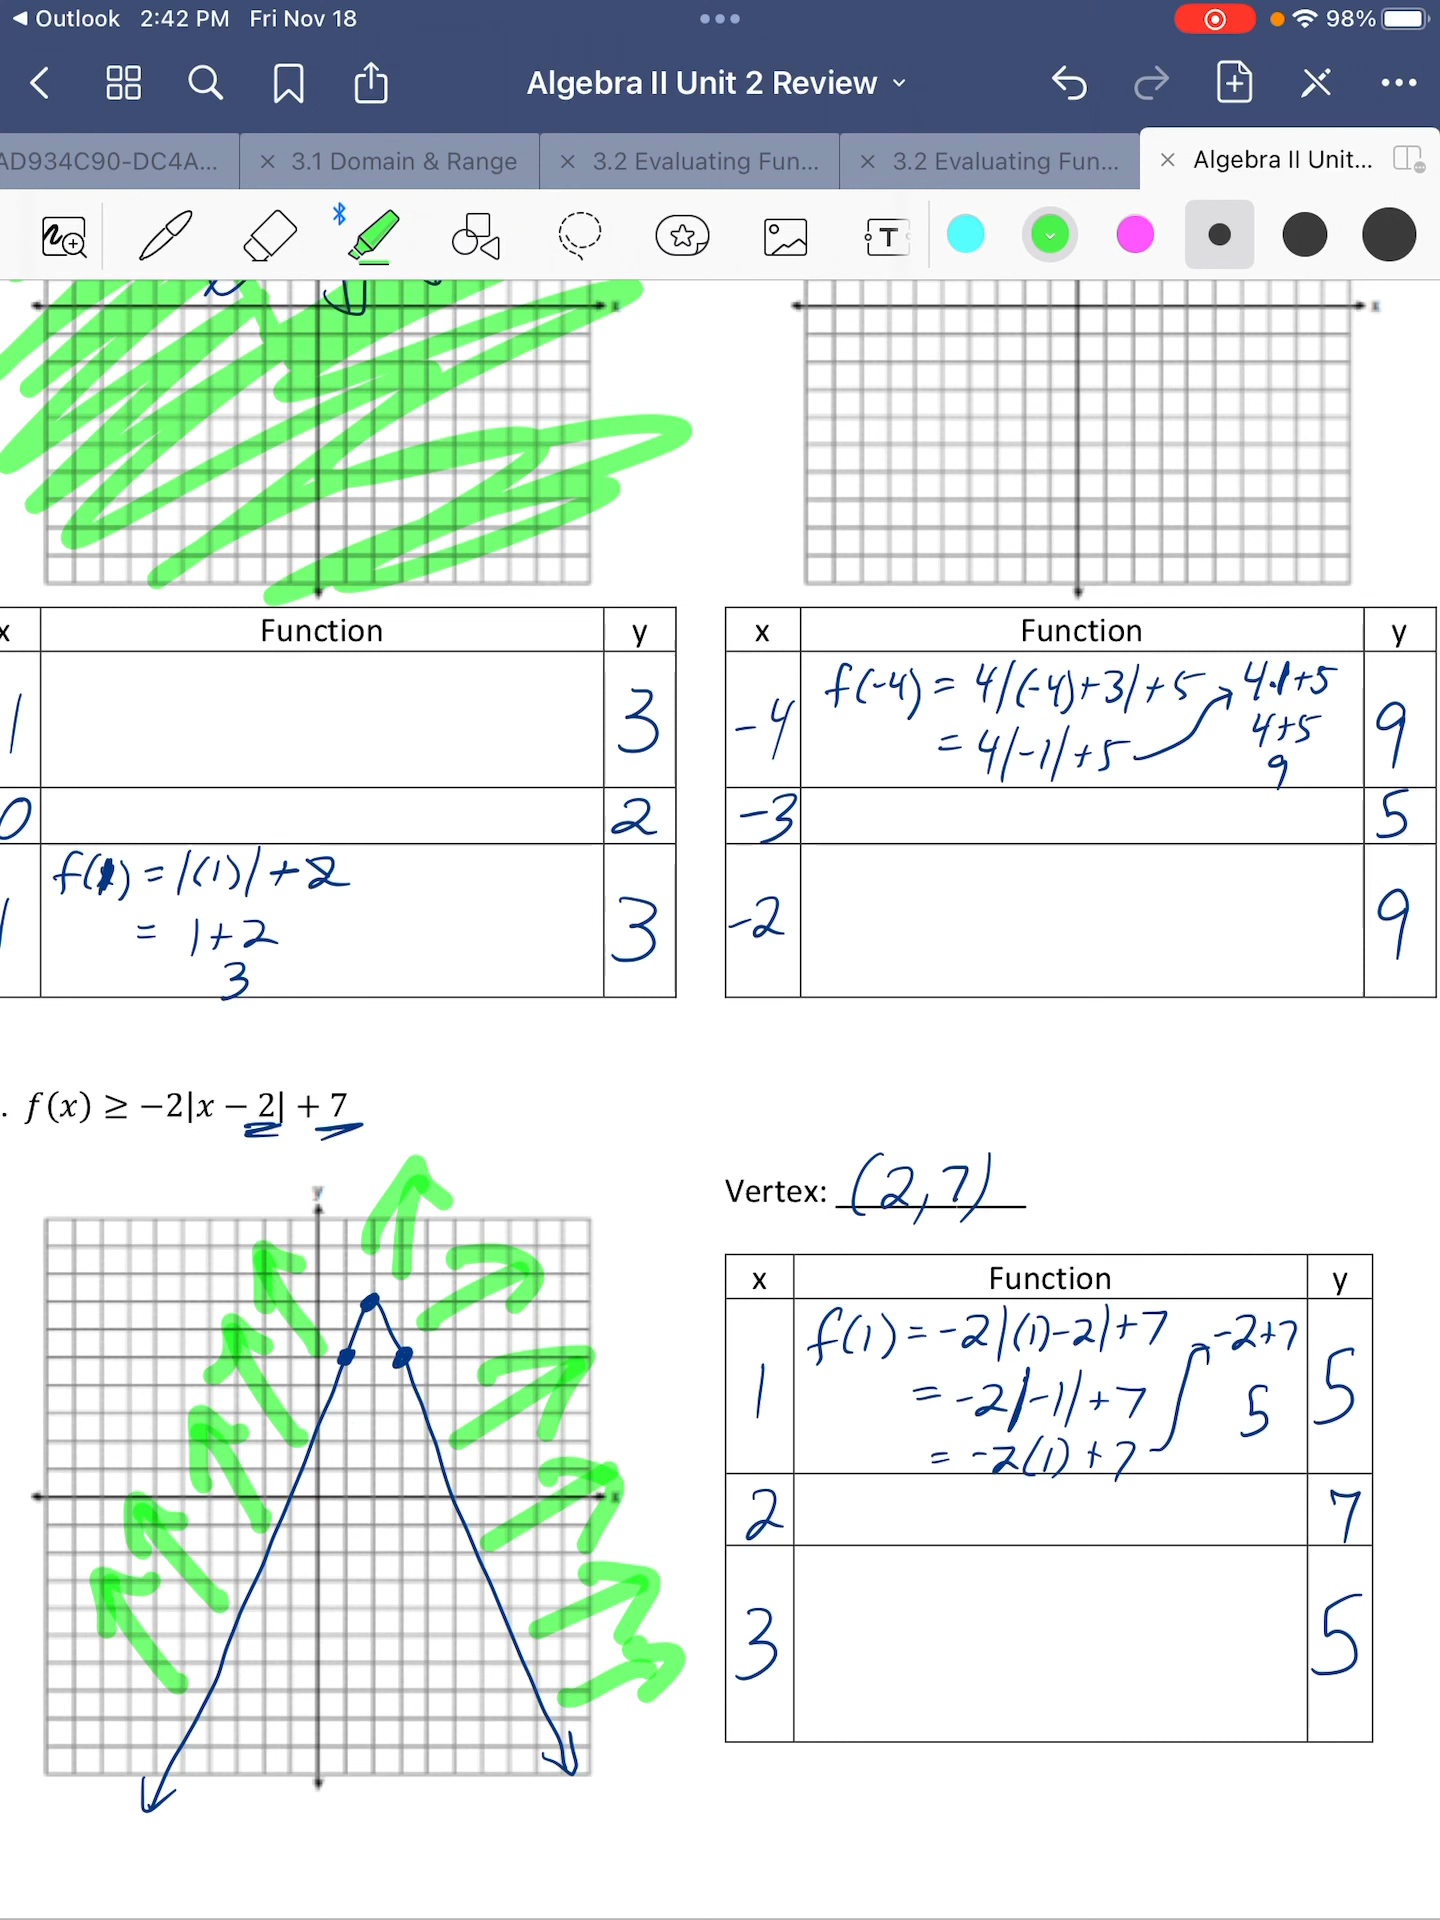 Outlook 2:42 PM Fri Nov 18
98%
Algebra II Unit 2 Review
AD934C90-DC4A...
3.1 Domain & Range
3.2 Evaluating Fun...
3.2 Evaluating Fun...
Algebra II Unit...
T
x
x
x Function y
1 3
0 2
f(1) = |(1)| + 2
= 1+2
3
1 3
x Function y
-4 f(-4) = 4|(-4)+3|+5 4·1+5 9
= 4|-1|+5 4+5
9
-3 5
-2 9
. f(x) ≥ −2|x − 2| + 7
Vertex: (2,7)
y
x
x Function y
1 f(1) = -2|(1)-2|+7 -2+7 5
= -2|-1|+7 5
= -2(1)+7
2 7
3 5